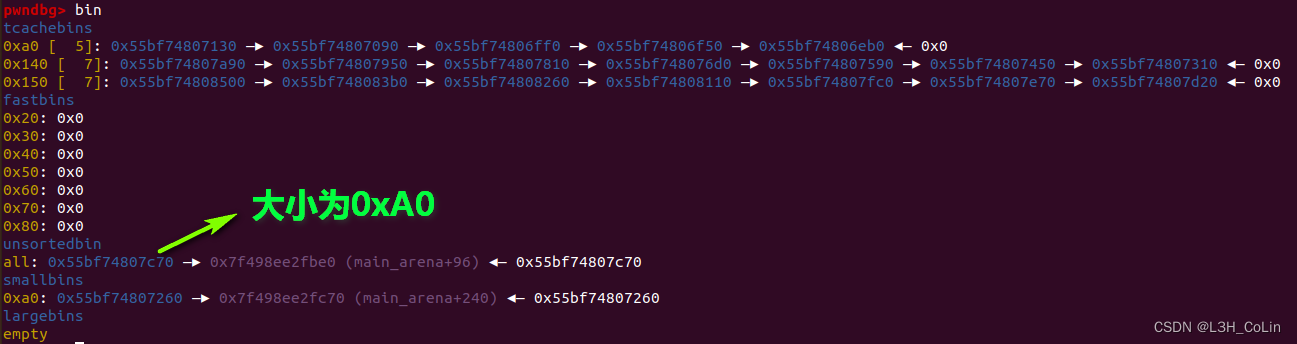 pwndbg> bin
tcachebins
0xa0 [  5]: 0x55bf74807130 —▸ 0x55bf74807090 —▸ 0x55bf74806ff0 —▸ 0x55bf74806f50 —▸ 0x55bf74806eb0 ◂— 0x0
0x140 [  7]: 0x55bf74807a90 —▸ 0x55bf74807950 —▸ 0x55bf74807810 —▸ 0x55bf748076d0 —▸ 0x55bf74807590 —▸ 0x55bf74807450 —▸ 0x55bf74807310 ◂— 0x0
0x150 [  7]: 0x55bf74808500 —▸ 0x55bf748083b0 —▸ 0x55bf74808260 —▸ 0x55bf74808110 —▸ 0x55bf74807fc0 —▸ 0x55bf74807e70 —▸ 0x55bf74807d20 ◂— 0x0
fastbins
0x20: 0x0
0x30: 0x0
0x40: 0x0
0x50: 0x0
0x60: 0x0
0x70: 0x0
0x80: 0x0
大小为0xA0
unsortedbin
all: 0x55bf74807c70 —▸ 0x7f498ee2fbe0 (main_arena+96) ◂— 0x55bf74807c70
smallbins
0xa0: 0x55bf74807260 —▸ 0x7f498ee2fc70 (main_arena+240) ◂— 0x55bf74807260
largebins
empty
CSDN @L3H_CoLin